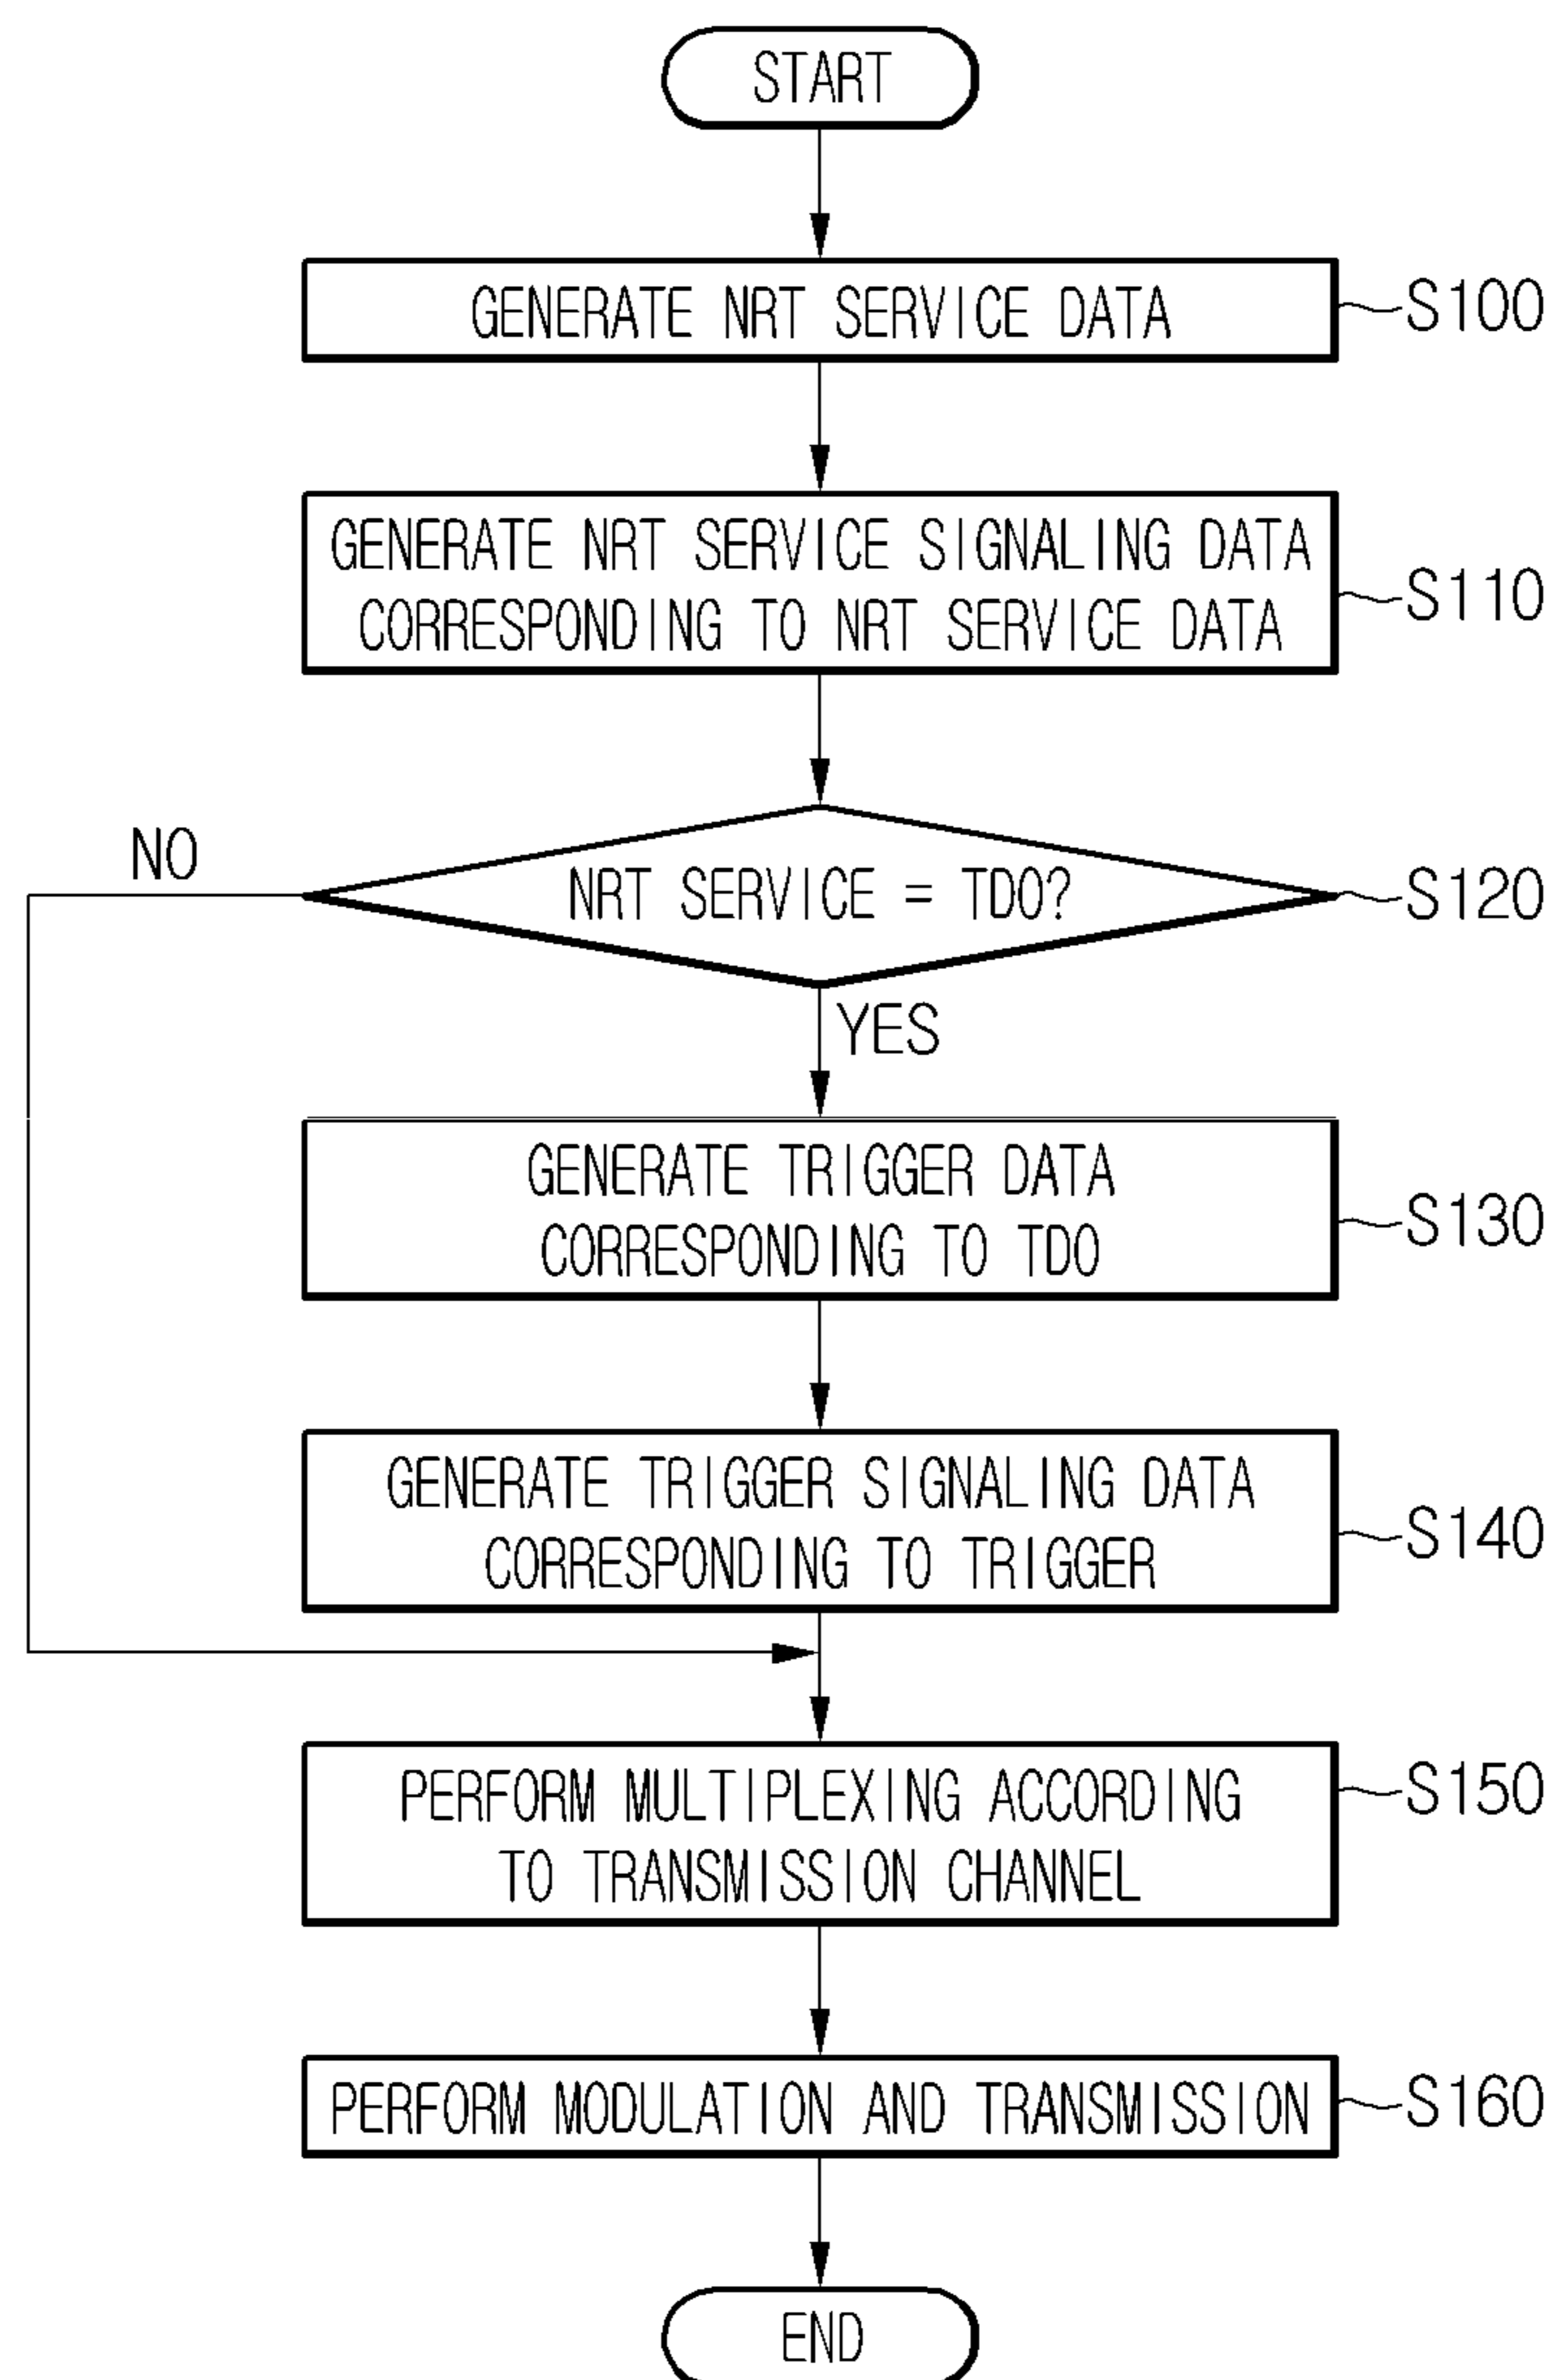 START
GENERATE NRT SERVICE DATA
S100
GENERATE NRT SERVICE SIGNALING DATA
CORRESPONDING TO NRT SERVICE DATA
S110
NO
NRT SERVICE = TDO?
S120
YES
GENERATE TRIGGER DATA
CORRESPONDING TO TDO
S130
GENERATE TRIGGER SIGNALING DATA
CORRESPONDING TO TRIGGER
S140
PERFORM MULTIPLEXING ACCORDING
TO TRANSMISSION CHANNEL
S150
PERFORM MODULATION AND TRANSMISSION
S160
END